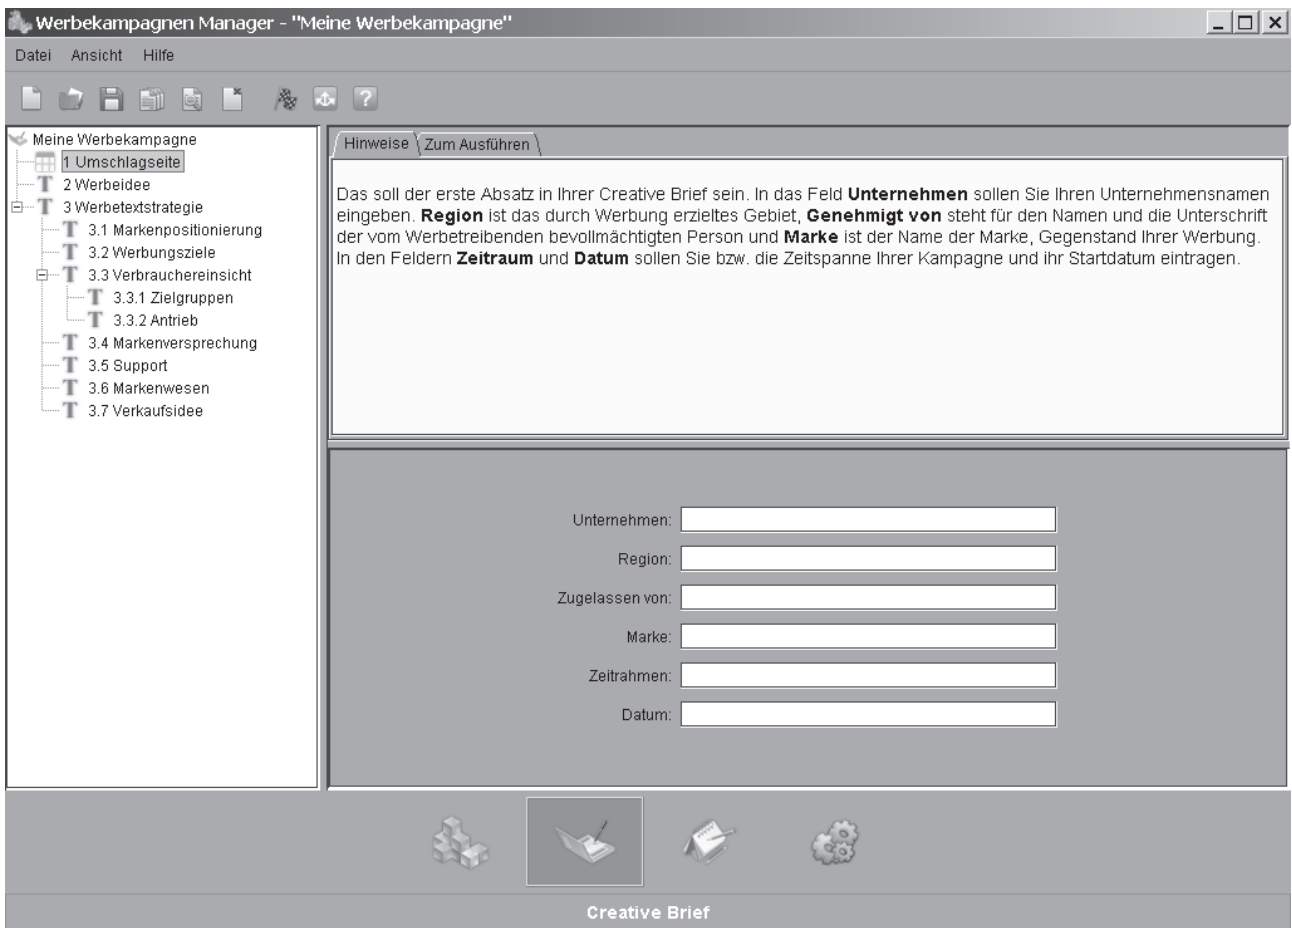 Werbekampagnen Manager - "Meine Werbekampagne"
Datei Ansicht Hilfe
Meine Werbekampagne
1 Umschlagseite
T 2 Werbeidee
T 3 Werbetextstrategie
T 3.1 Markenpositionierung
T 3.2 Werbungsziele
T 3.3 Verbrauchereinsicht
T 3.3.1 Zielgruppen
T 3.3.2 Antrieb
T 3.4 Markenversprechung
T 3.5 Support
T 3.6 Markenwesen
T 3.7 Verkaufsidee
Hinweise Zum Ausführen
Das soll der erste Absatz in Ihrer Creative Brief sein. In das Feld Unternehmen sollen Sie Ihren Unternehmensnamen
eingeben. Region ist das durch Werbung erzieltes Gebiet, Genehmigt von steht für den Namen und die Unterschrift
der vom Werbetreibenden bevollmächtigten Person und Marke ist der Name der Marke, Gegenstand Ihrer Werbung.
In den Feldern Zeitraum und Datum sollen Sie bzw. die Zeitspanne Ihrer Kampagne und ihr Startdatum eintragen.
Unternehmen:
Region:
Zugelassen von:
Marke:
Zeitrahmen:
Datum:
Creative Brief